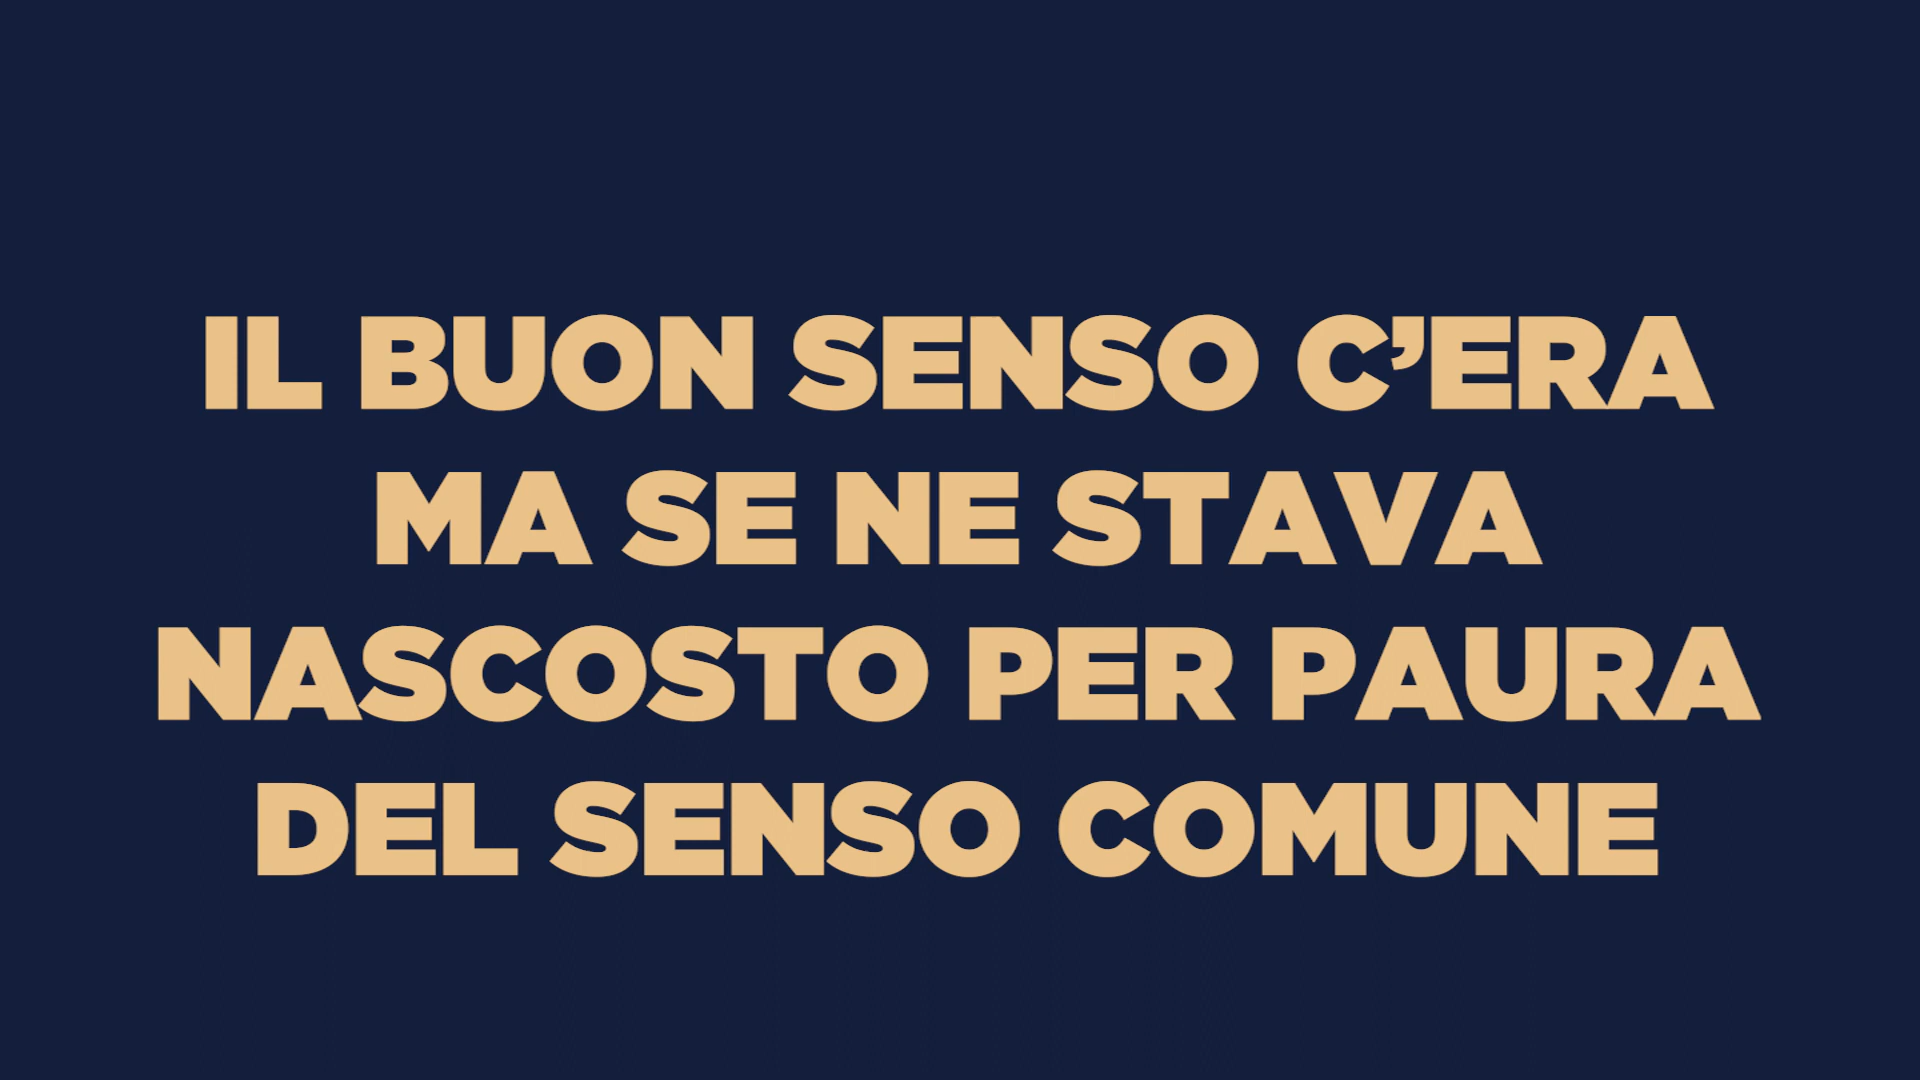 IL BUON SENSO C’ERA
MA SE NE STAVA
NASCOSTO PER PAURA
DEL SENSO COMUNE